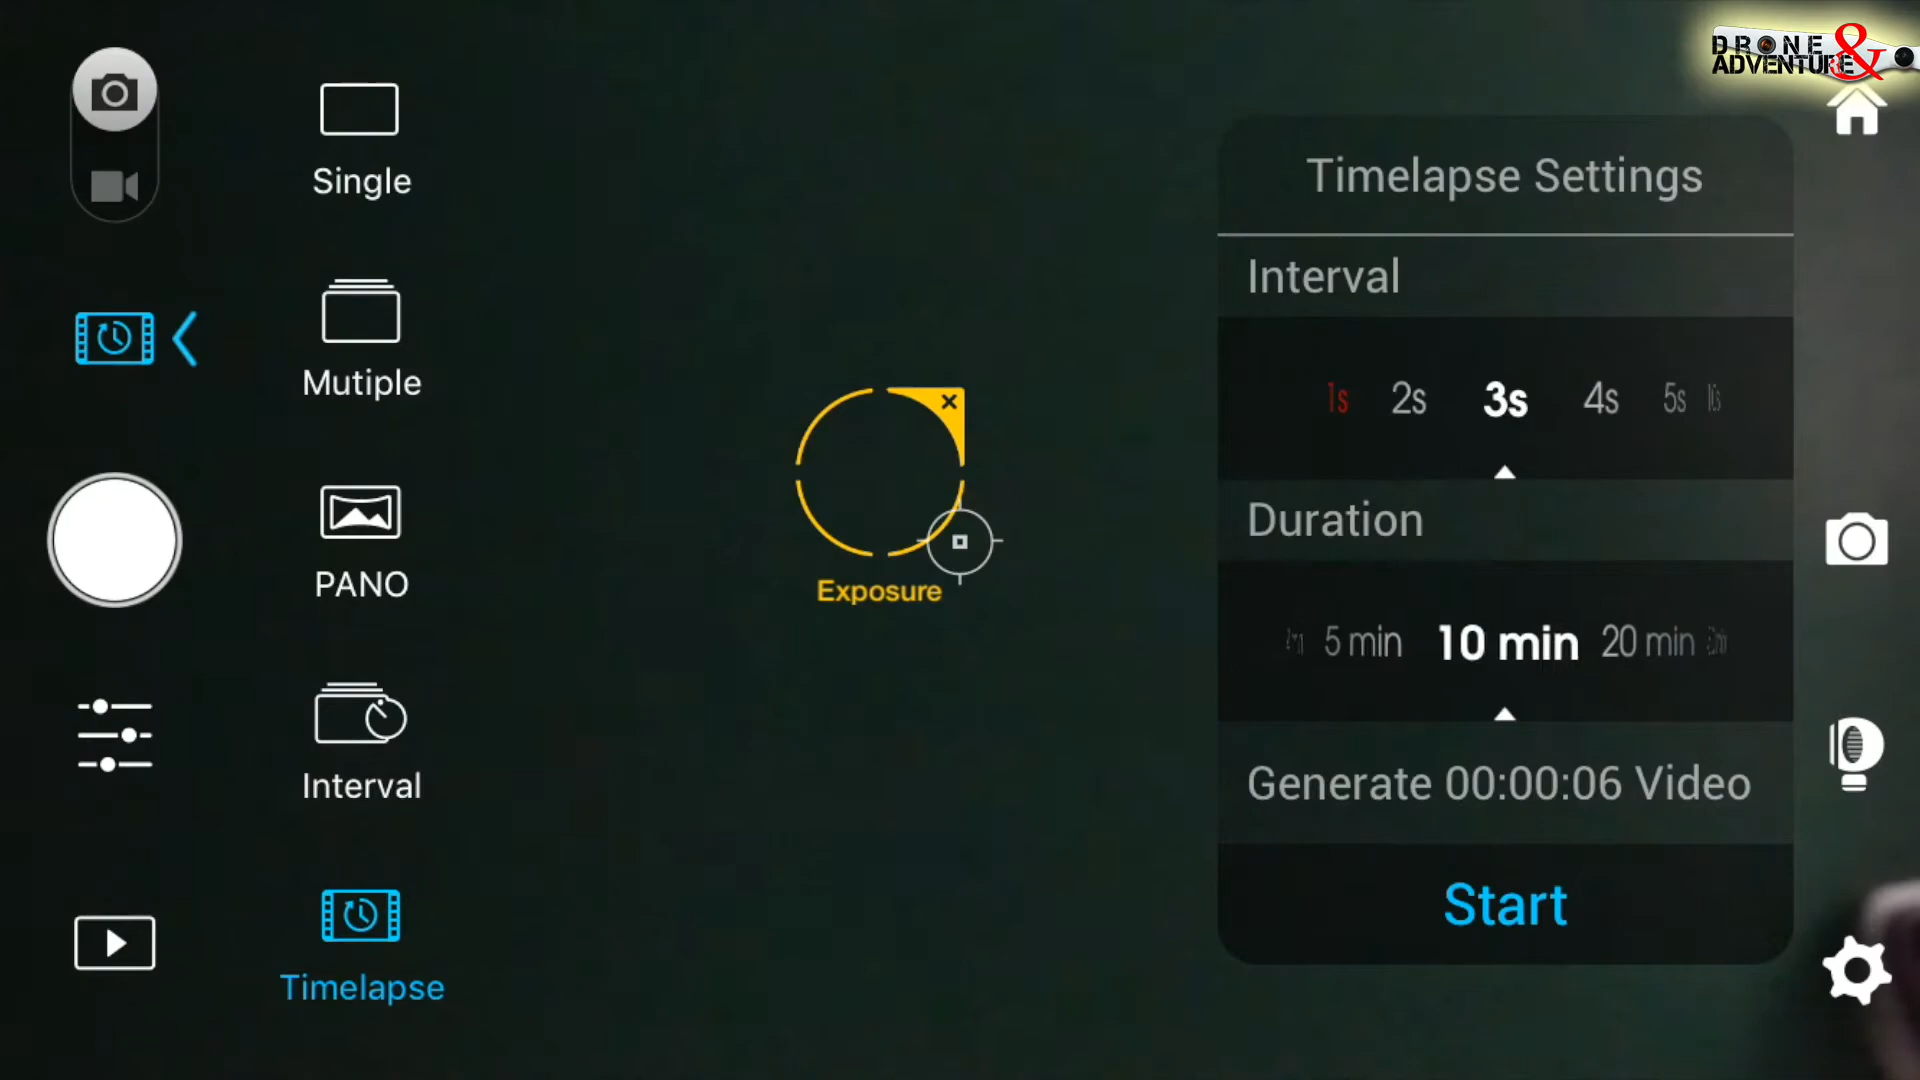 DRONE &
ADVENTURE
Single
Mutiple
PANO
Interval
Timelapse
Exposure
Timelapse Settings
Interval
1s 2s 3s 4s 5s
Duration
5 min 10 min 20 min
Generate 00:00:06 Video
Start